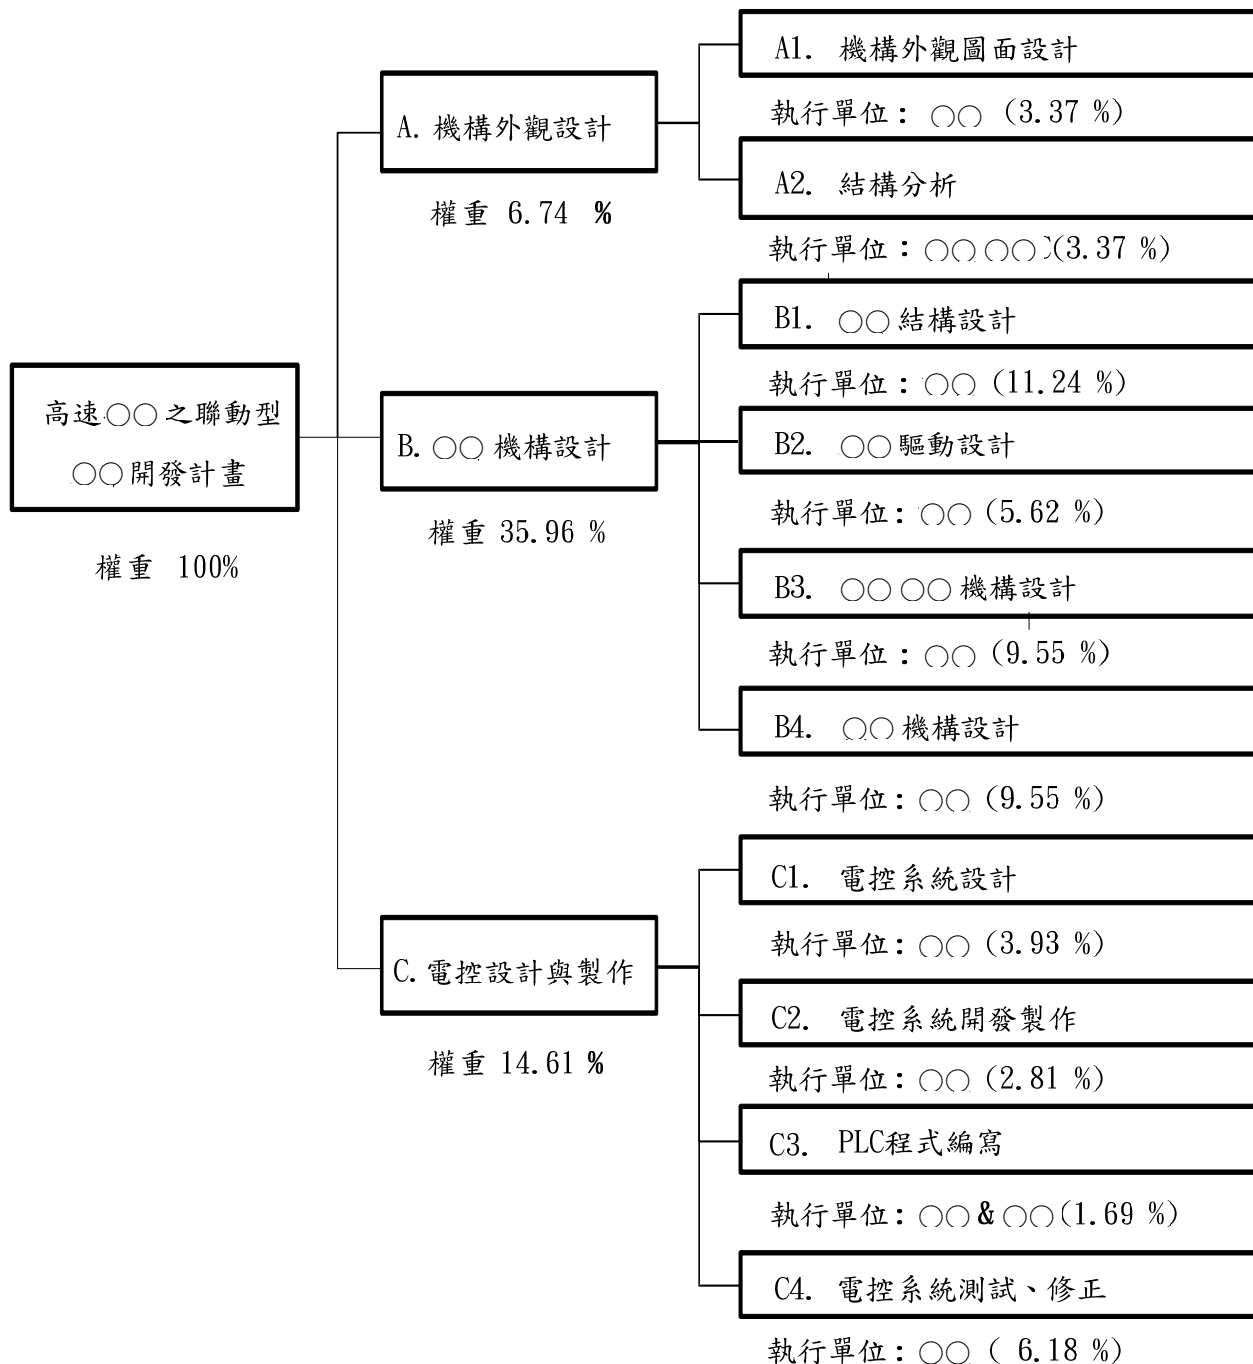 高速○○之聯動型
○○開發計畫
權重 100%
A. 機構外觀設計
權重 6.74 %
A1. 機構外觀圖面設計
執行單位：○○ (3.37 %)
A2. 結構分析
執行單位：○○○○(3.37 %)
B. ○○機構設計
權重 35.96 %
B1. ○○結構設計
執行單位：○○ (11.24 %)
B2. ○○驅動設計
執行單位：○○ (5.62 %)
B3. ○○○○機構設計
執行單位：○○ (9.55 %)
B4. ○○機構設計
執行單位：○○ (9.55 %)
C. 電控設計與製作
權重 14.61 %
C1. 電控系統設計
執行單位：○○ (3.93 %)
C2. 電控系統開發製作
執行單位：○○ (2.81 %)
C3. PLC程式編寫
執行單位：○○&○○(1.69 %)
C4. 電控系統測試、修正
執行單位：○○ ( 6.18 %)